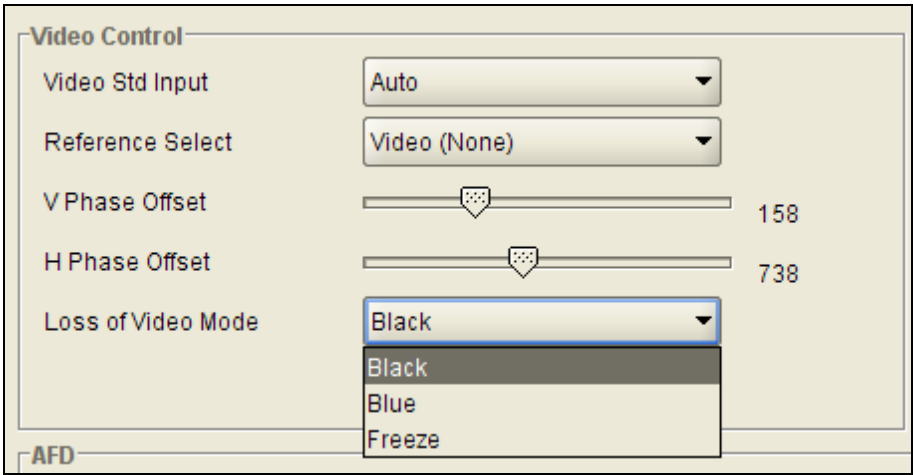 Video Control
Video Std Input Auto
Reference Select Video (None)
V Phase Offset 158
H Phase Offset 738
Loss of Video Mode Black
Black
Blue
Freeze
AFD